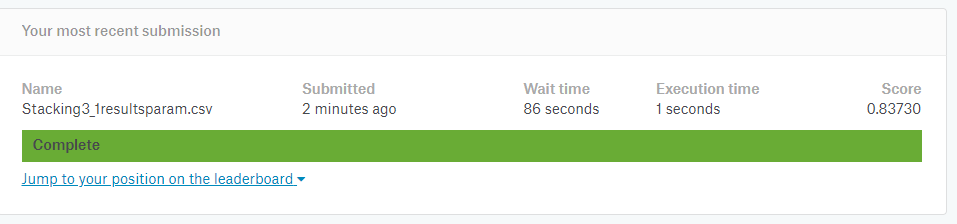 Your most recent submission
Name Submitted Wait time Execution time Score
Stacking3_1resultsparam.csv 2 minutes ago 86 seconds 1 seconds 0.83730
Complete
Jump to your position on the leaderboard